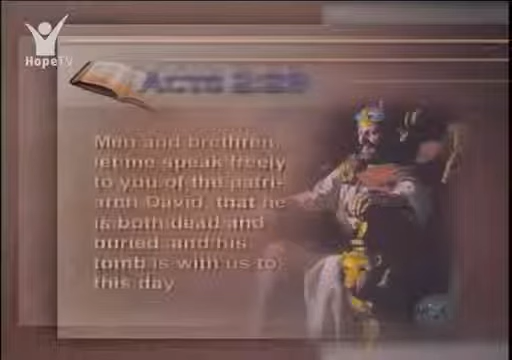 HopeTV
ACTS 2:29
Men and brethren,
let me speak freely
to you of the patri-
arch David, that he
is both dead and
buried, and his
tomb is with us to
this day